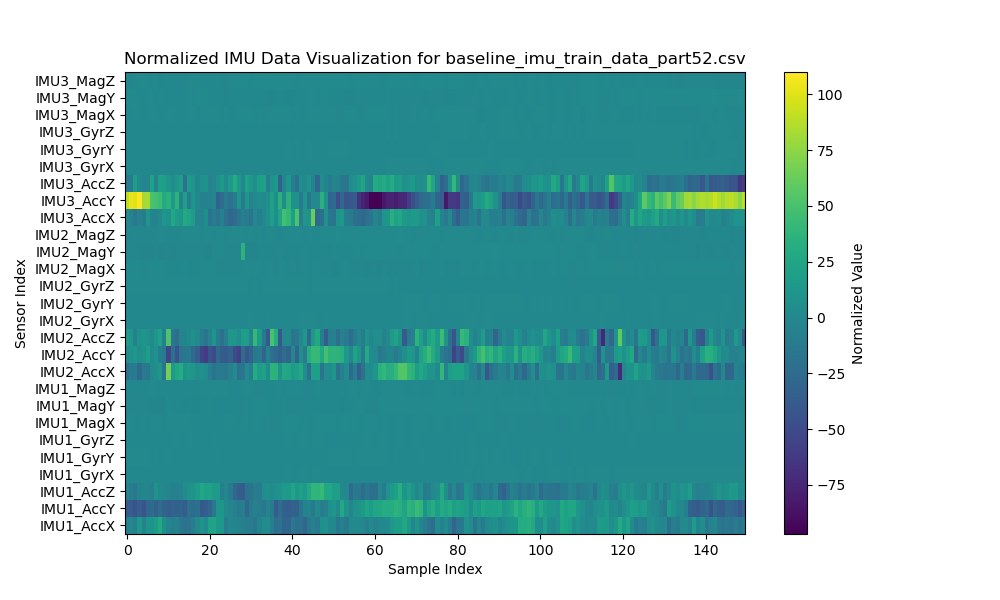 Normalized IMU Data Visualization for baseline_imu_train_data_part52.csv
IMU3_MagZ
IMU3_MagY
IMU3_MagX
IMU3_GyrZ
IMU3_GyrY
IMU3_GyrX
IMU3_AccZ
IMU3_AccY
IMU3_AccX
IMU2_MagZ
IMU2_MagY
IMU2_MagX
IMU2_GyrZ
IMU2_GyrY
IMU2_GyrX
IMU2_AccZ
IMU2_AccY
IMU2_AccX
IMU1_MagZ
IMU1_MagY
IMU1_MagX
IMU1_GyrZ
IMU1_GyrY
IMU1_GyrX
IMU1_AccZ
IMU1_AccY
IMU1_AccX
Sensor Index
0 20 40 60 80 100 120 140
Sample Index
100
75
50
25
0
−25
−50
−75
Normalized Value